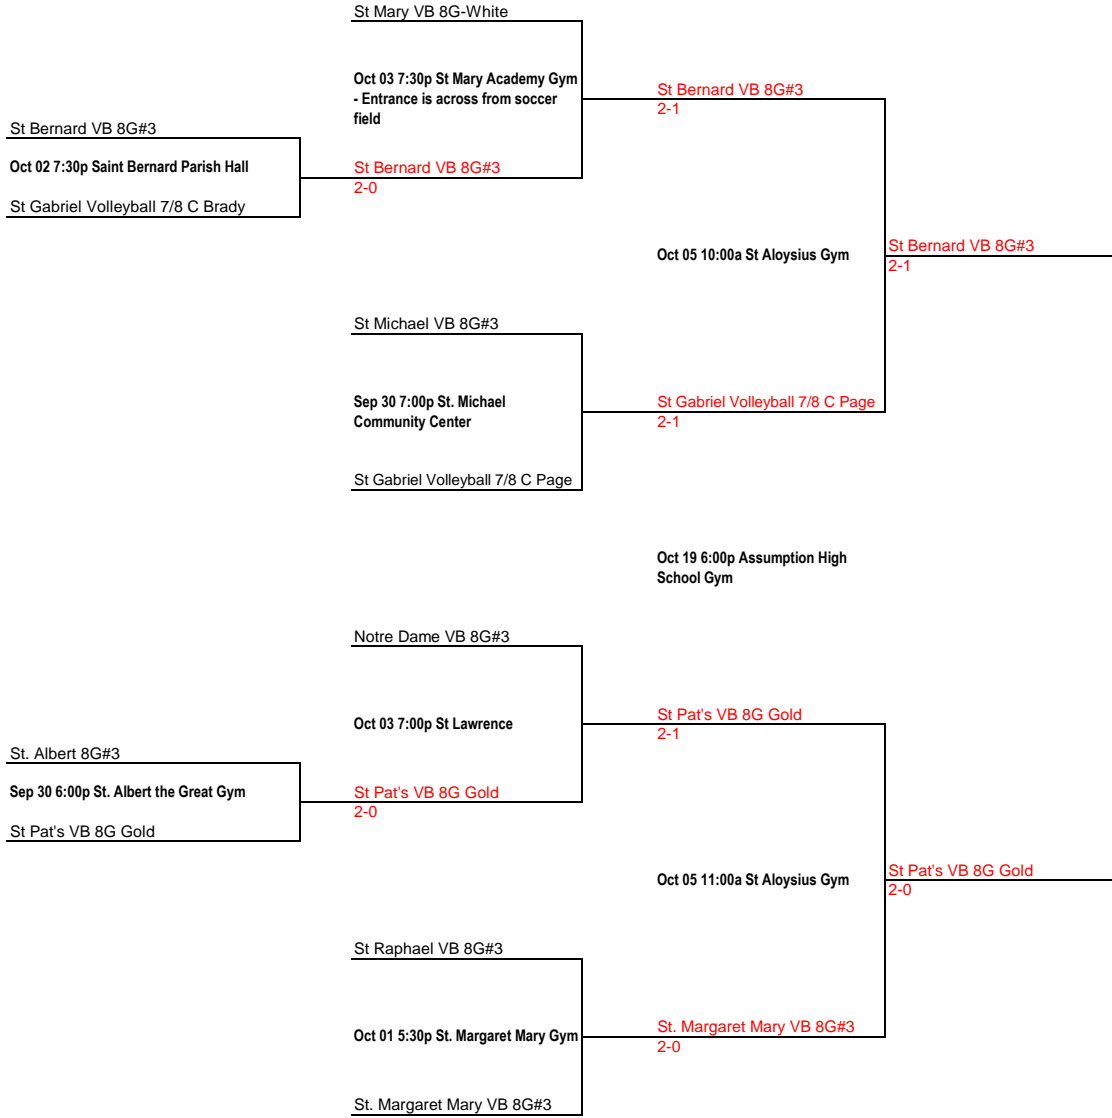 St Mary VB 8G-White
Oct 03 7:30p St Mary Academy Gym
- Entrance is across from soccer
field
St Bernard VB 8G#3
2-1
St Bernard VB 8G#3
Oct 02 7:30p Saint Bernard Parish Hall
St Bernard VB 8G#3
2-0
St Gabriel Volleyball 7/8 C Brady
Oct 05 10:00a St Aloysius Gym
St Bernard VB 8G#3
2-1
St Michael VB 8G#3
Sep 30 7:00p St. Michael
Community Center
St Gabriel Volleyball 7/8 C Page
2-1
St Gabriel Volleyball 7/8 C Page
Oct 19 6:00p Assumption High
School Gym
Notre Dame VB 8G#3
Oct 03 7:00p St Lawrence
St Pat's VB 8G Gold
2-1
St. Albert 8G#3
Sep 30 6:00p St. Albert the Great Gym
St Pat's VB 8G Gold
2-0
St Pat's VB 8G Gold
Oct 05 11:00a St Aloysius Gym
St Pat's VB 8G Gold
2-0
St Raphael VB 8G#3
Oct 01 5:30p St. Margaret Mary Gym
St. Margaret Mary VB 8G#3
2-0
St. Margaret Mary VB 8G#3